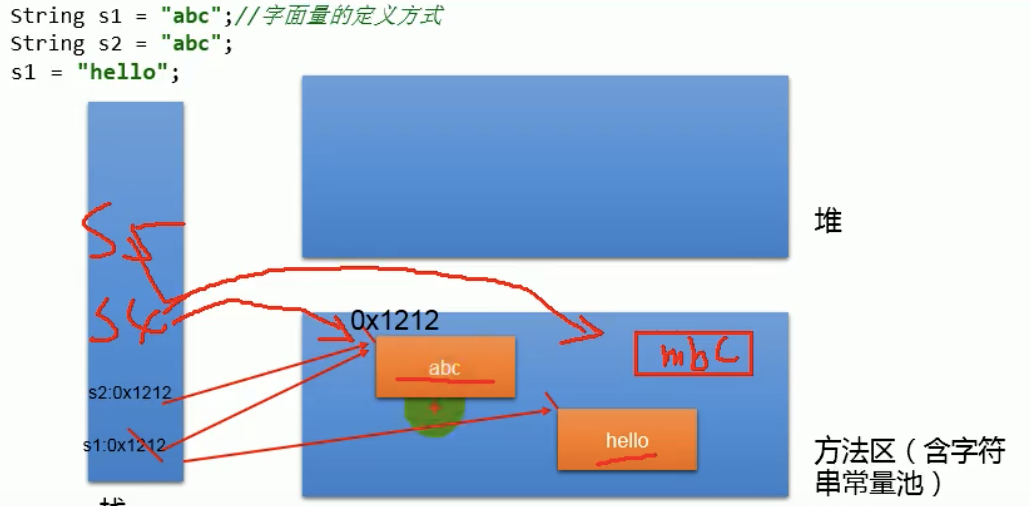 String s1 = "abc";//字面量的定义方式
String s2 = "abc";
s1 = "hello";
堆
S5
S4
0x1212
abc
mbC
s2:0x1212
s1:0x1212
hello
方法区（含字符
串常量池）